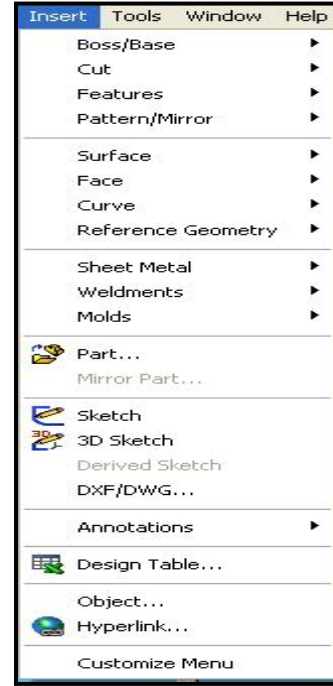 Insert Tools Window Help
Boss/Base
Cut
Features
Pattern/Mirror
Surface
Face
Curve
Reference Geometry
Sheet Metal
Weldments
Molds
Part...
Mirror Part...
Sketch
3D Sketch
Derived Sketch
DXF/DWG...
Annotations
Design Table...
Object...
Hyperlink...
Customize Menu